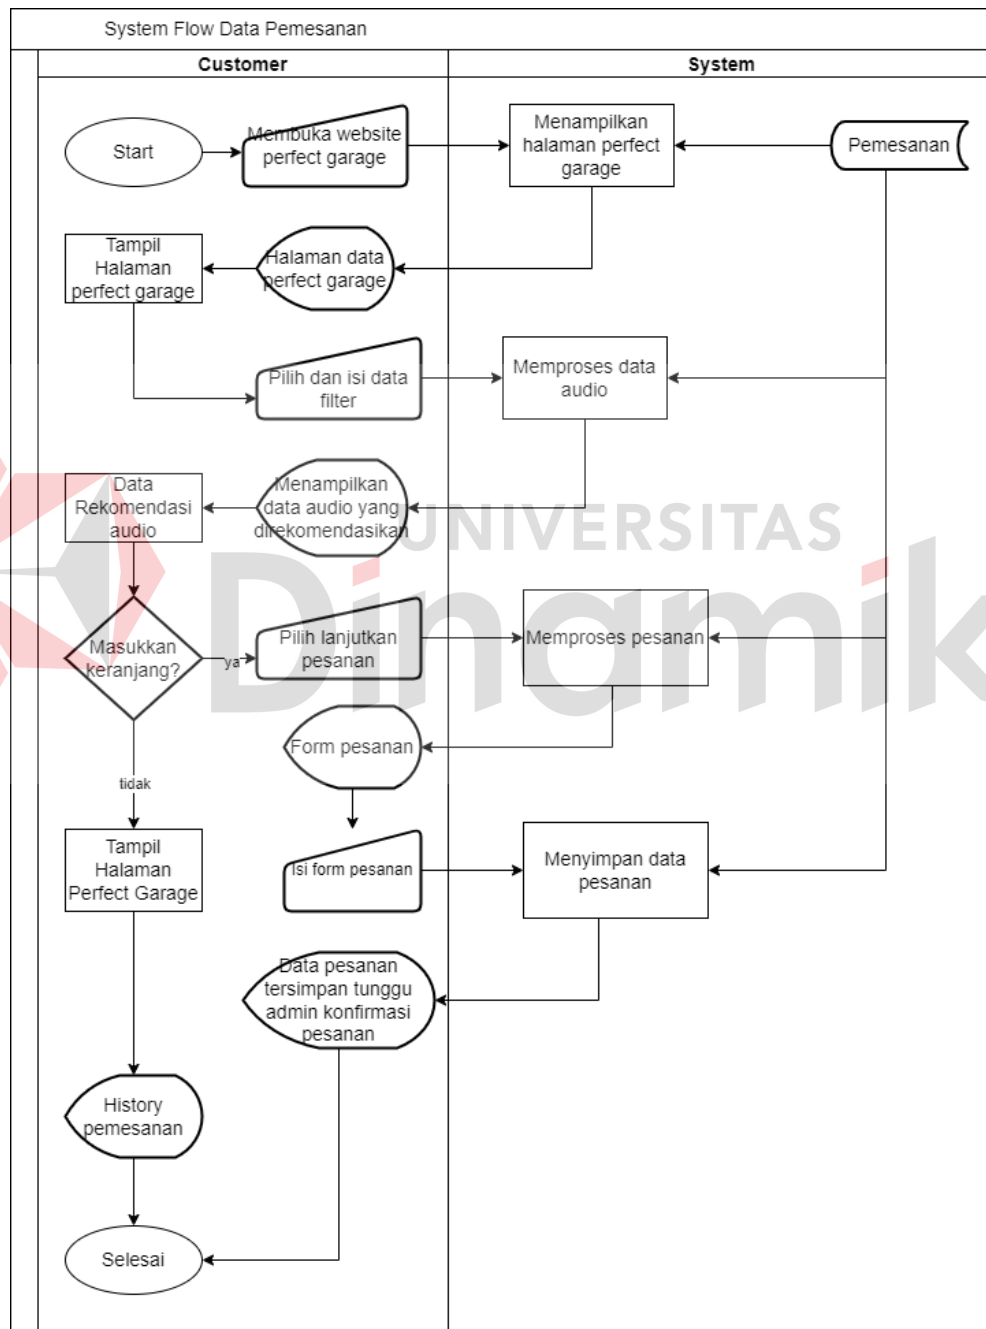 System Flow Data Pemesanan
Customer
System
Start
Membuka website
perfect garage
Menampilkan
halaman perfect
garage
Pemesanan
Tampil
Halaman
perfect garage
Halaman data
perfect garage
Pilih dan isi data
filter
Memproses data
audio
Data
Rekomendasi
audio
Menampilkan
data audio yang
direkomendasikan
UNIVERSITAS
Dinamik
Masukkan
keranjang?
ya
Pilih lanjutkan
pesanan
Memproses pesanan
Form pesanan
tidak
Tampil
Halaman
Perfect Garage
Isi form pesanan
Menyimpan data
pesanan
Data pesanan
tersimpan tunggu
admin konfirmasi
pesanan
History
pemesanan
Selesai